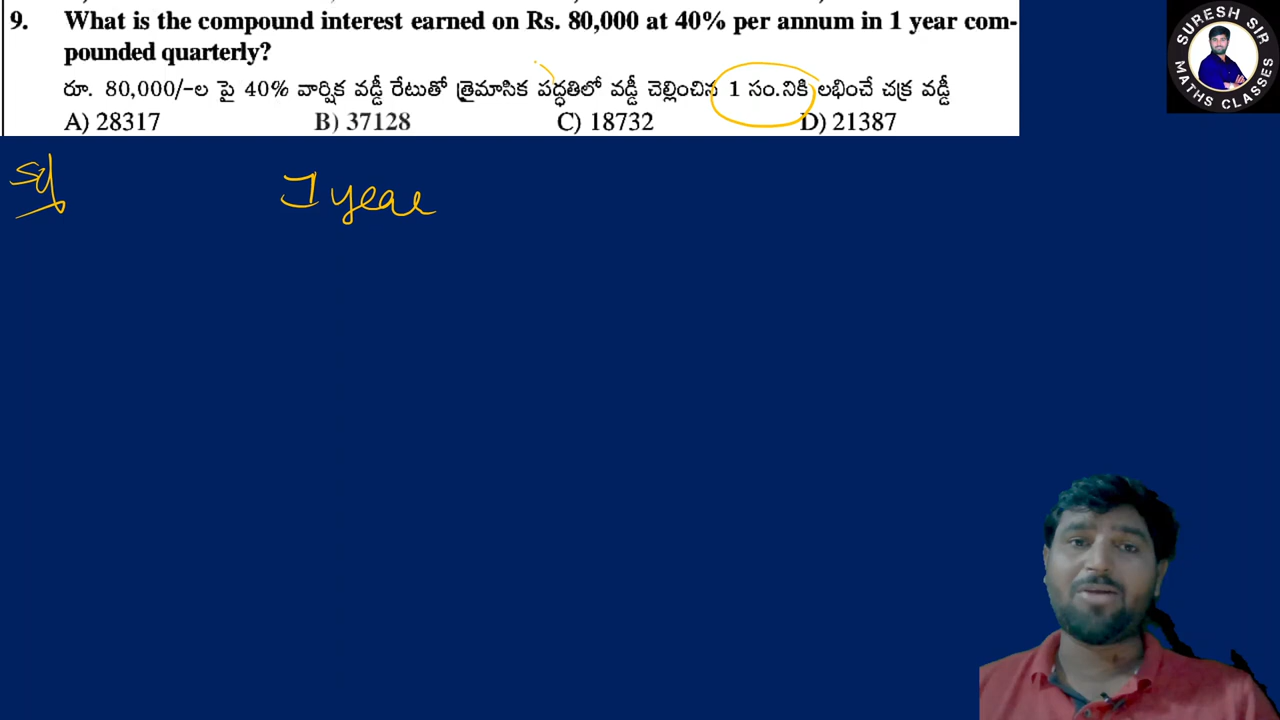 9. What is the compound interest earned on Rs. 80,000 at 40% per annum in 1 year com-
pounded quarterly?
రూ. 80,000/-ల పై 40% వార్షిక వడ్డీ రేటుతో త్రైమాసిక పద్ధతిలో వడ్డీ చెల్లించిన 1 సం.నికి లభించే చక్ర వడ్డీ
A) 28317 B) 37128 C) 18732 D) 21387
SURESH SIR
MATHS CLASSES
Sol
1 year